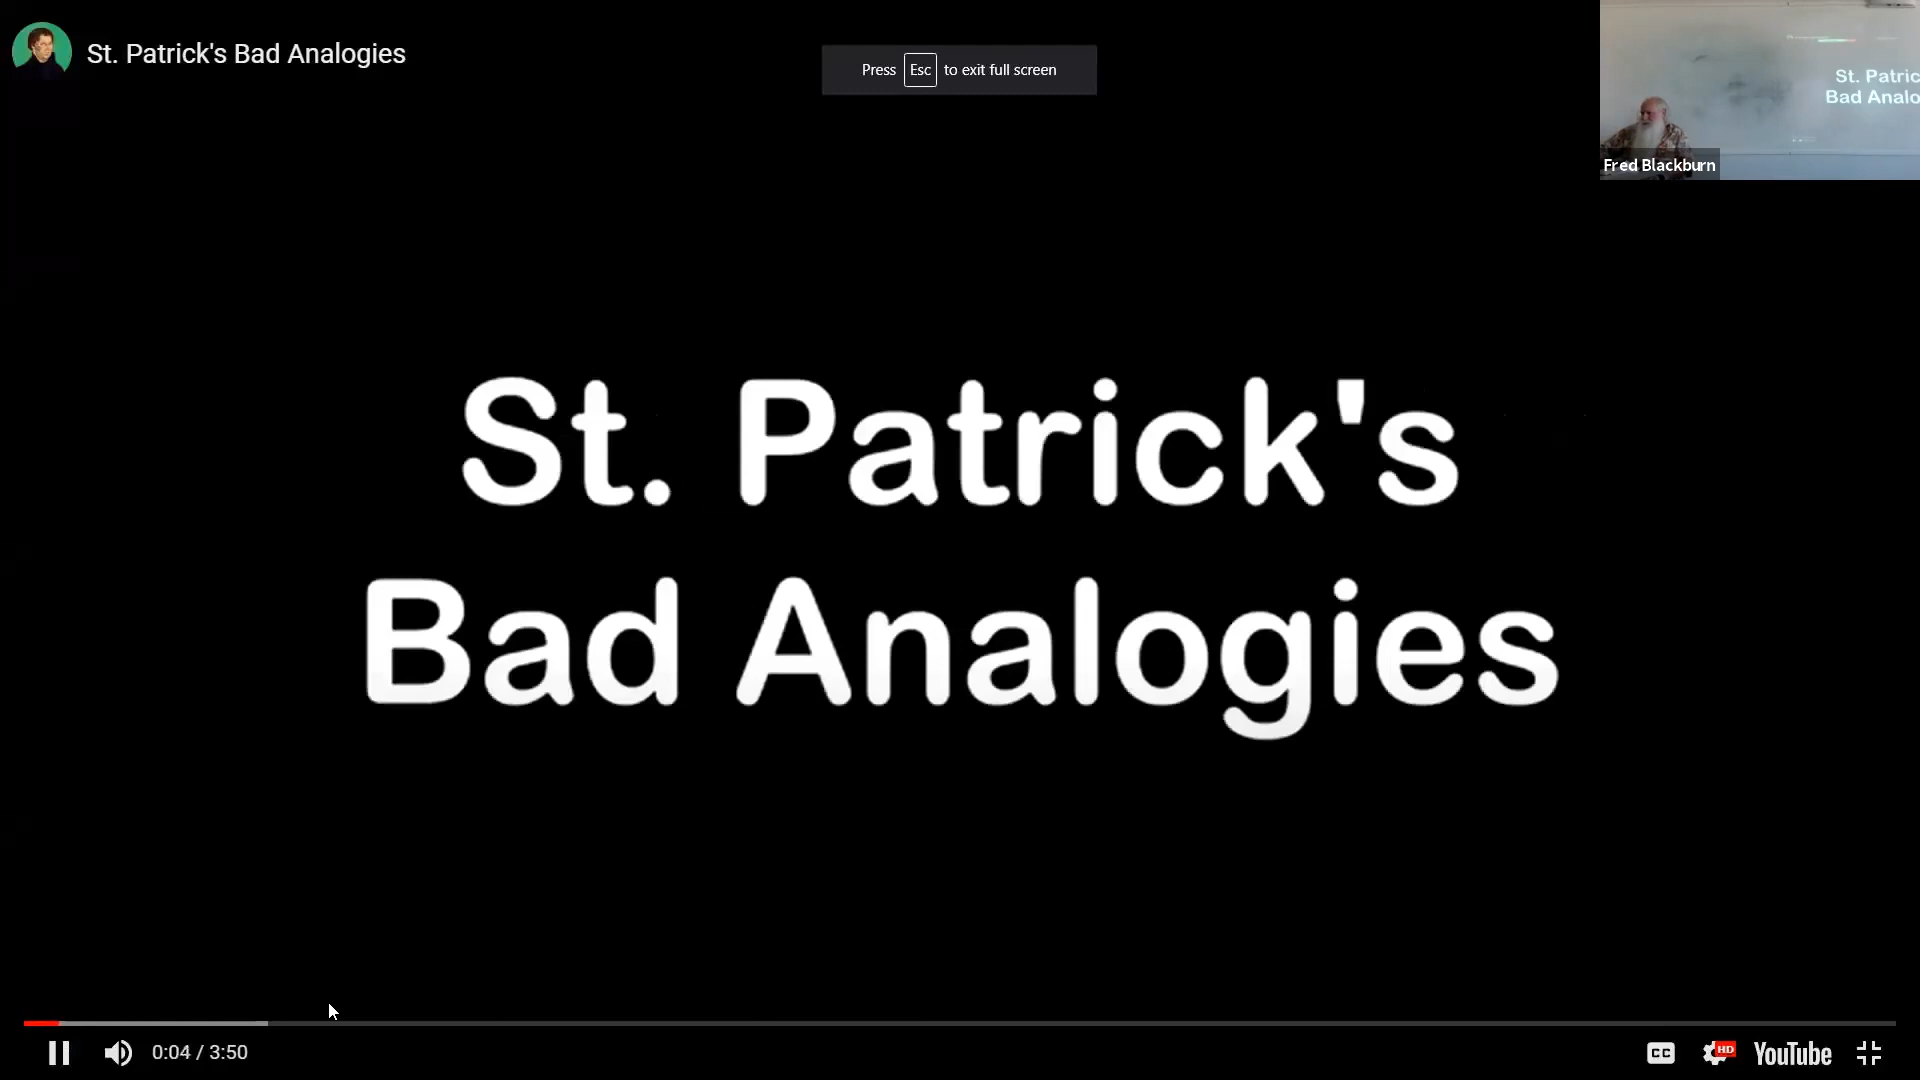 St. Patrick's Bad Analogies
Press Esc to exit full screen
St. Patric
Bad Analo
Fred Blackburn
St. Patrick's
Bad Analogies
0:04 / 3:50
CC
HD
YouTube